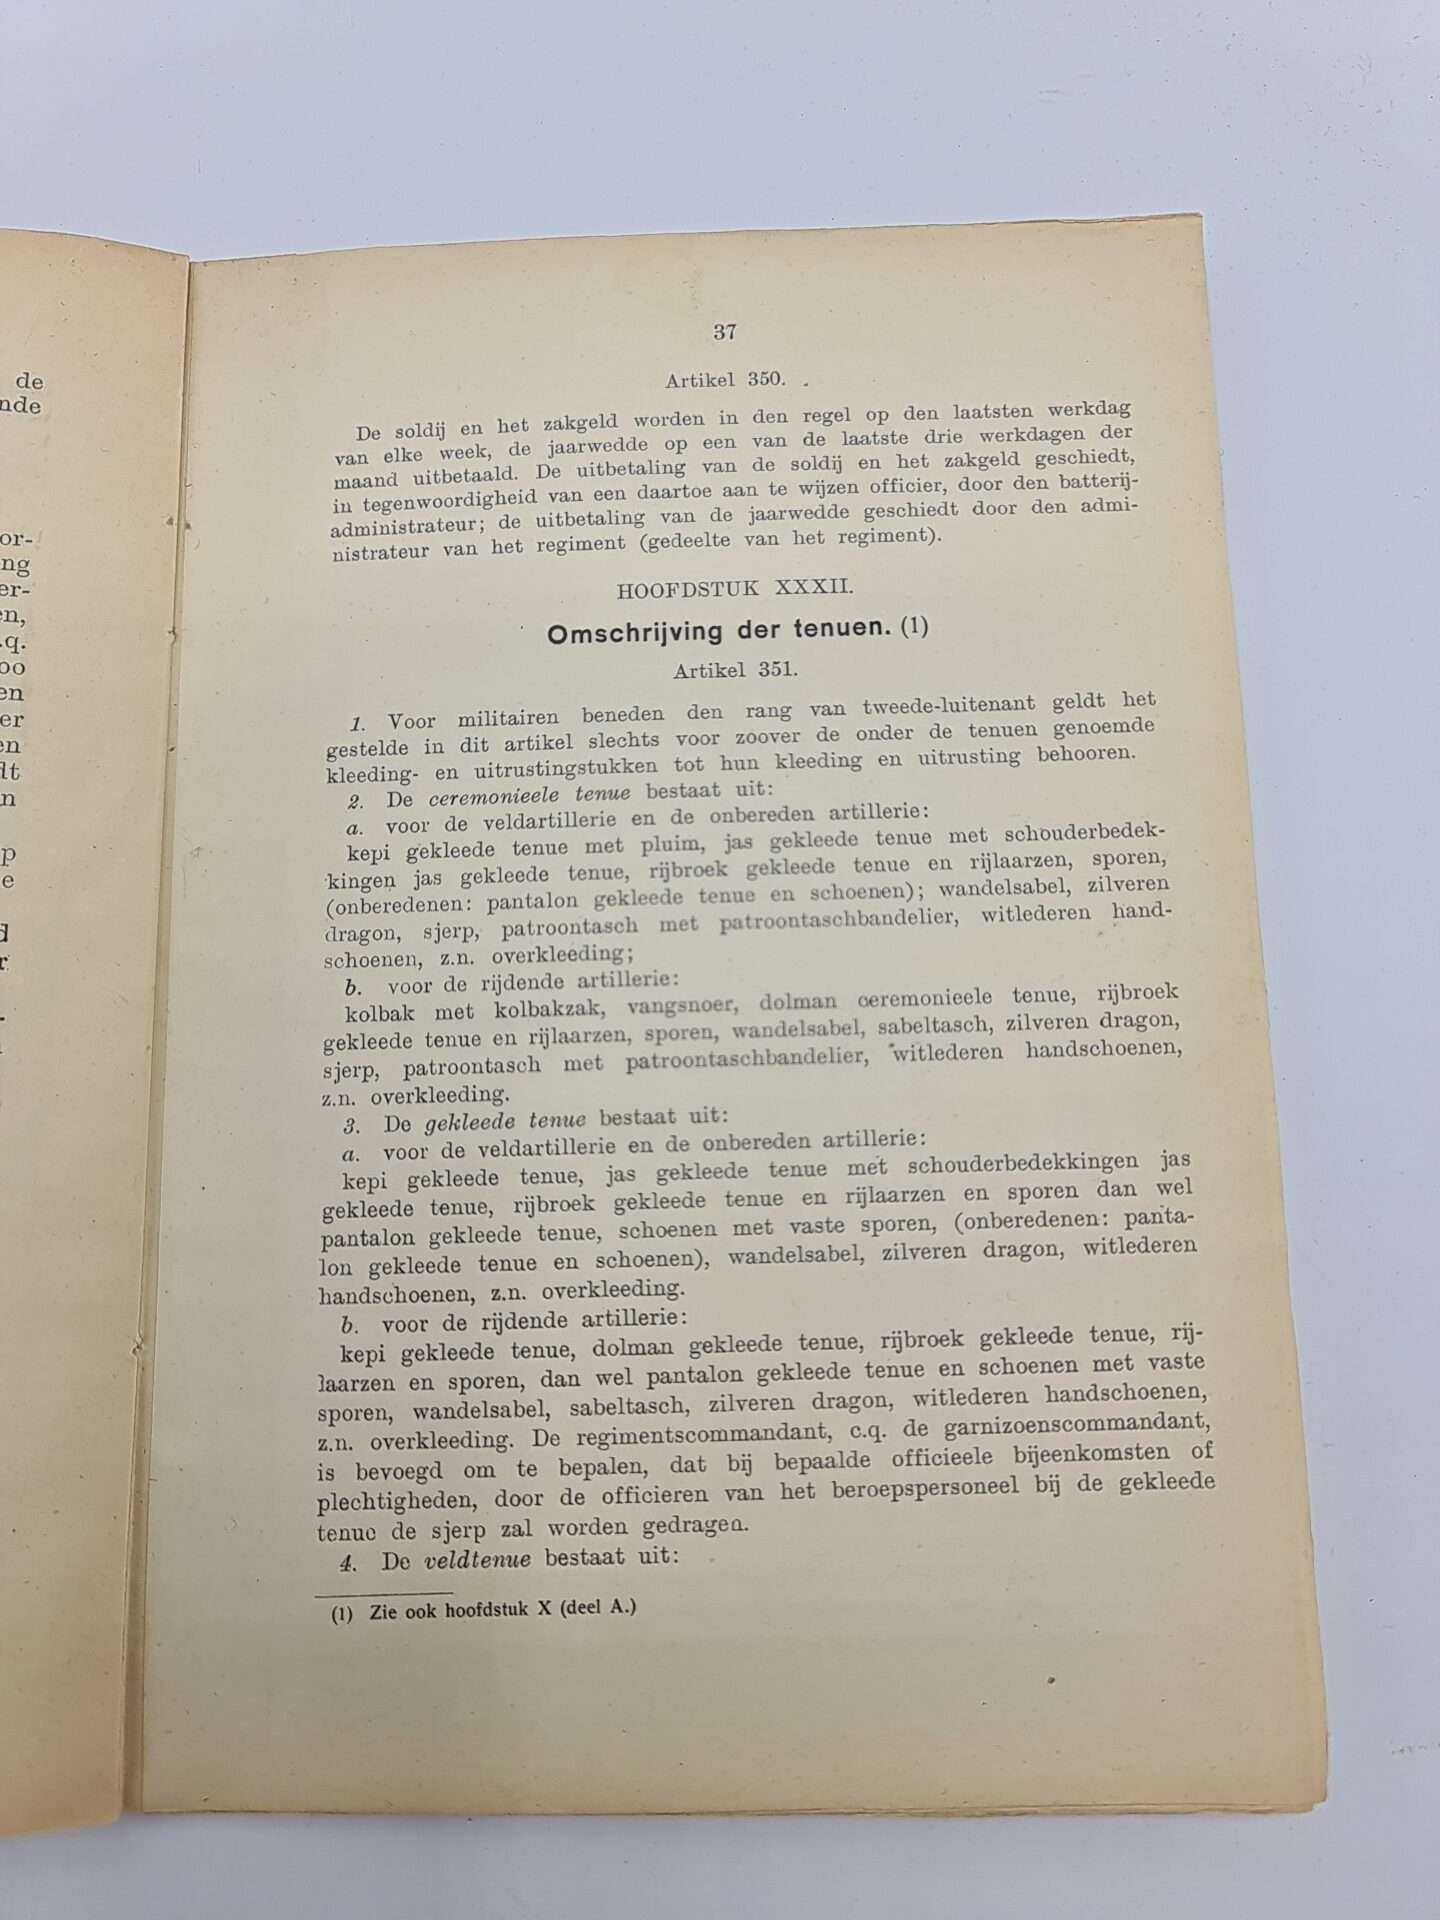 de
nde
or-
ng
er-
en,
.q.
oo
en
er
en
dt
n
p
e
d
r
37
Artikel 350.
De soldij en het zakgeld worden in den regel op den laatsten werkdag
van elke week, de jaarwedde op een van de laatste drie werkdagen der
maand uitbetaald. De uitbetaling van de soldij en het zakgeld geschiedt,
in tegenwoordigheid van een daartoe aan te wijzen officier, door den batterij-
administrateur; de uitbetaling van de jaarwedde geschiedt door den admi-
nistrateur van het regiment (gedeelte van het regiment).
HOOFDSTUK XXXII.
Omschrijving der tenuen. (1)
Artikel 351.
1. Voor militairen beneden den rang van tweede-luitenant geldt het
gestelde in dit artikel slechts voor zoover de onder de tenuen genoemde
kleeding- en uitrustingstukken tot hun kleeding en uitrusting behooren.
2. De ceremonieele tenue bestaat uit:
a. voor de veldartillerie en de onbereden artillerie:
kepi gekleede tenue met pluim, jas gekleede tenue met schouderbedek-
kingen jas gekleede tenue, rijbroek gekleede tenue en rijlaarzen, sporen,
(onberedenen: pantalon gekleede tenue en schoenen); wandelsabel, zilveren
dragon, sjerp, patroontasch met patroontaschbandelier, witlederen hand-
schoenen, z.n. overkleeding;
b. voor de rijdende artillerie:
kolbak met kolbakzak, vangsnoer, dolman ceremonieele tenue, rijbroek
gekleede tenue en rijlaarzen, sporen, wandelsabel, sabeltasch, zilveren dragon,
sjerp, patroontasch met patroontaschbandelier, witlederen handschoenen,
z.n. overkleeding.
3. De gekleede tenue bestaat uit:
a. voor de veldartillerie en de onbereden artillerie:
kepi gekleede tenue, jas gekleede tenue met schouderbedekkingen jas
gekleede tenue, rijbroek gekleede tenue en rijlaarzen en sporen dan wel
pantalon gekleede tenue, schoenen met vaste sporen, (onberedenen: panta-
lon gekleede tenue en schoenen), wandelsabel, zilveren dragon, witlederen
handschoenen, z.n. overkleeding.
b. voor de rijdende artillerie:
kepi gekleede tenue, dolman gekleede tenue, rijbroek gekleede tenue, rij-
laarzen en sporen, dan wel pantalon gekleede tenue en schoenen met vaste
sporen, wandelsabel, sabeltasch, zilveren dragon, witlederen handschoenen,
z.n. overkleeding. De regimentscommandant, c.q. de garnizoenscommandant,
is bevoegd om te bepalen, dat bij bepaalde officieele bijeenkomsten of
plechtigheden, door de officieren van het beroepspersoneel bij de gekleede
tenue de sjerp zal worden gedragen.
4. De veldtenue bestaat uit:
(1) Zie ook hoofdstuk X (deel A.)